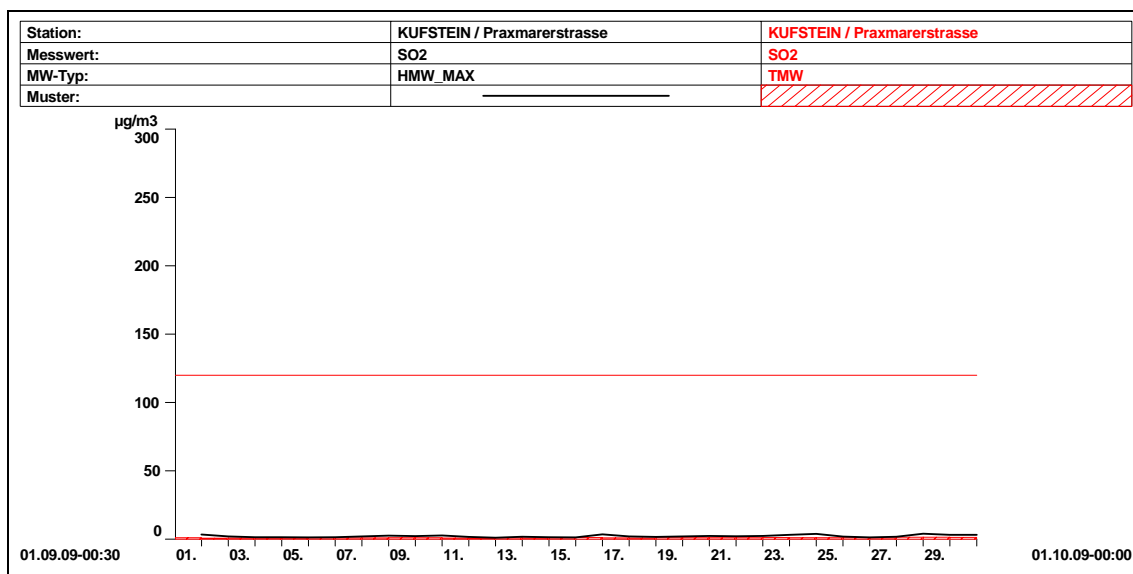 Station: KUFSTEIN / Praxmarerstrasse KUFSTEIN / Praxmarerstrasse
Messwert: SO2 SO2
MW-Typ: HMW_MAX TMW
Muster:
µg/m3
300
250
200
150
100
50
0
01.09.09-00:30 01. 03. 05. 07. 09. 11. 13. 15. 17. 19. 21. 23. 25. 27. 29. 01.10.09-00:00